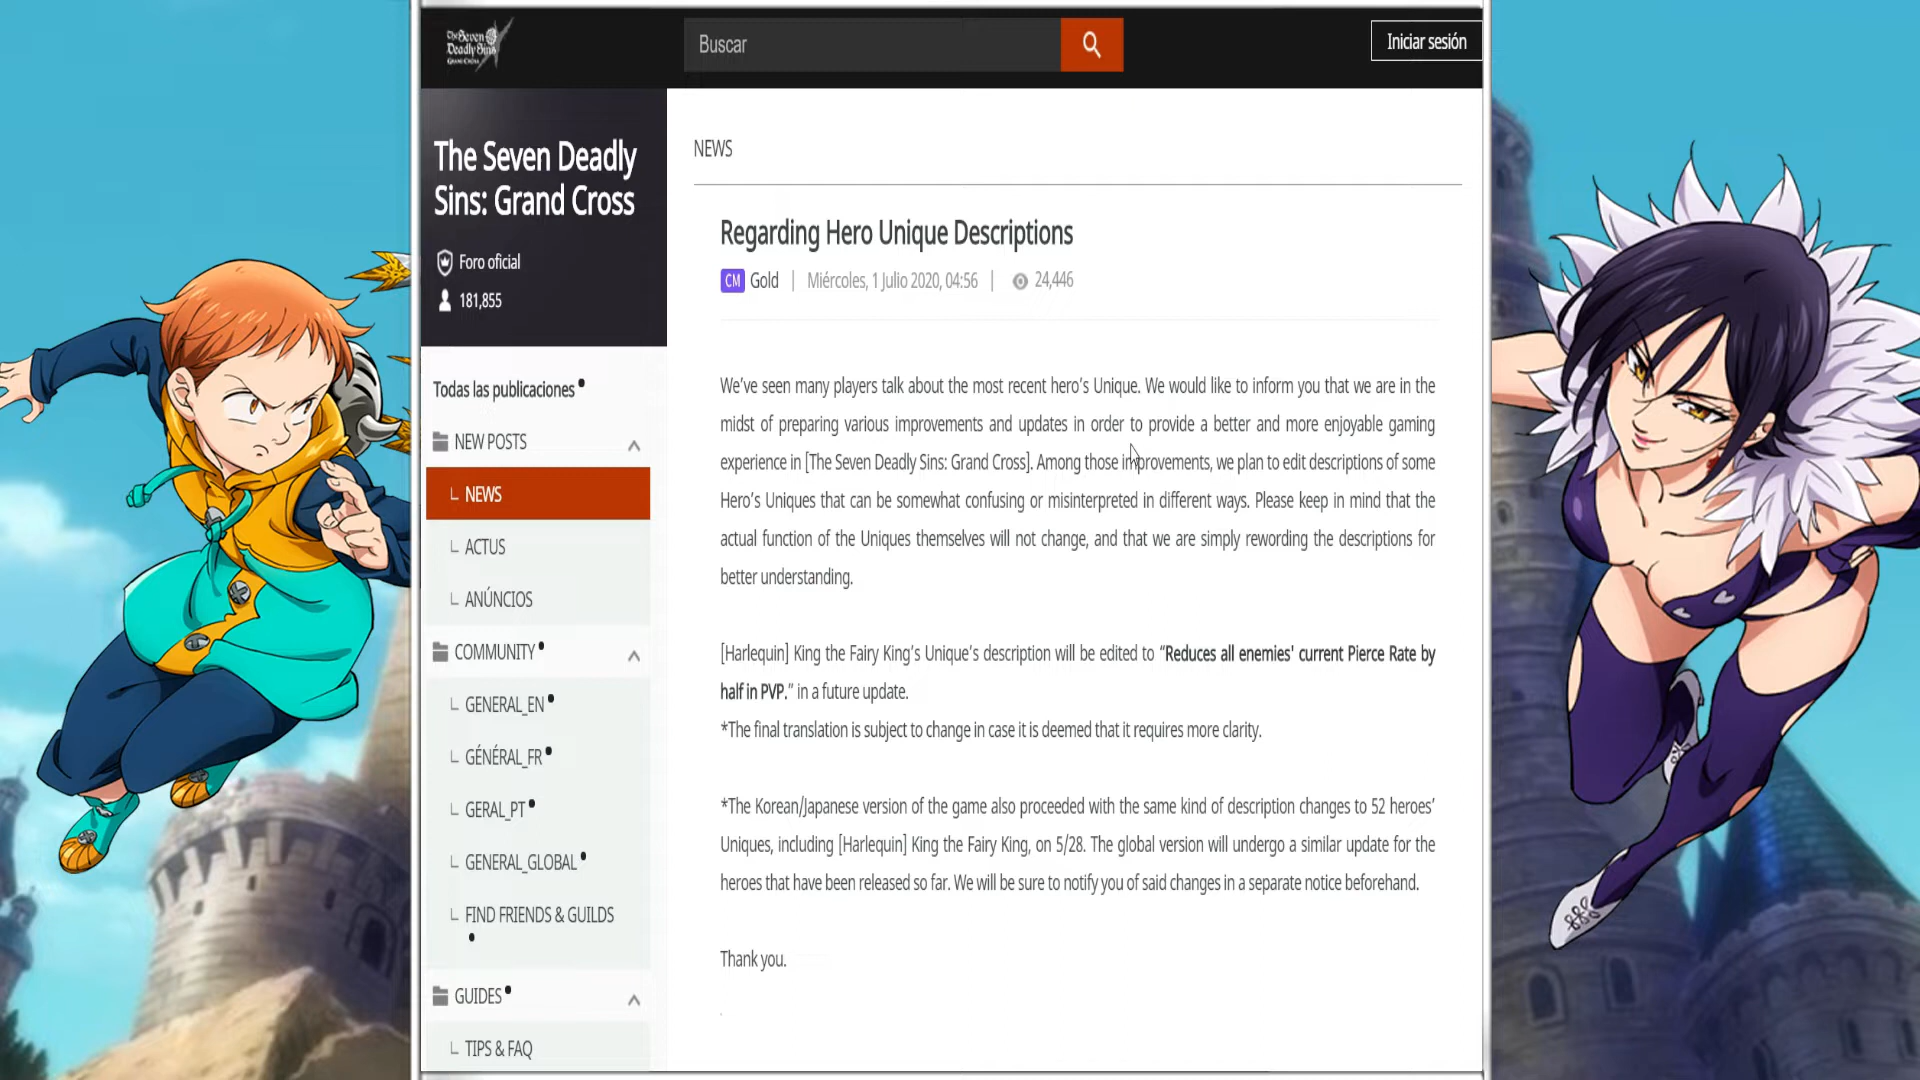 The Seven
Deadly Sins
GRAND CROSS
Buscar
Iniciar sesión
The Seven Deadly
Sins: Grand Cross
Foro oficial
181,855
Todas las publicaciones
NEW POSTS
NEWS
ACTUS
ANÚNCIOS
COMMUNITY
GENERAL_EN
GÉNÉRAL_FR
GERAL_PT
GENERAL_GLOBAL
FIND FRIENDS & GUILDS
GUIDES
TIPS & FAQ
NEWS
Regarding Hero Unique Descriptions
CM Gold | Miércoles, 1 Julio 2020, 04:56 | 24,446
We've seen many players talk about the most recent hero's Unique. We would like to inform you that we are in the
midst of preparing various improvements and updates in order to provide a better and more enjoyable gaming
experience in [The Seven Deadly Sins: Grand Cross]. Among those improvements, we plan to edit descriptions of some
Hero's Uniques that can be somewhat confusing or misinterpreted in different ways. Please keep in mind that the
actual function of the Uniques themselves will not change, and that we are simply rewording the descriptions for
better understanding.
[Harlequin] King the Fairy King's Unique's description will be edited to “Reduces all enemies' current Pierce Rate by
half in PVP.” in a future update.
*The final translation is subject to change in case it is deemed that it requires more clarity.
*The Korean/Japanese version of the game also proceeded with the same kind of description changes to 52 heroes'
Uniques, including [Harlequin] King the Fairy King, on 5/28. The global version will undergo a similar update for the
heroes that have been released so far. We will be sure to notify you of said changes in a separate notice beforehand.
Thank you.
.